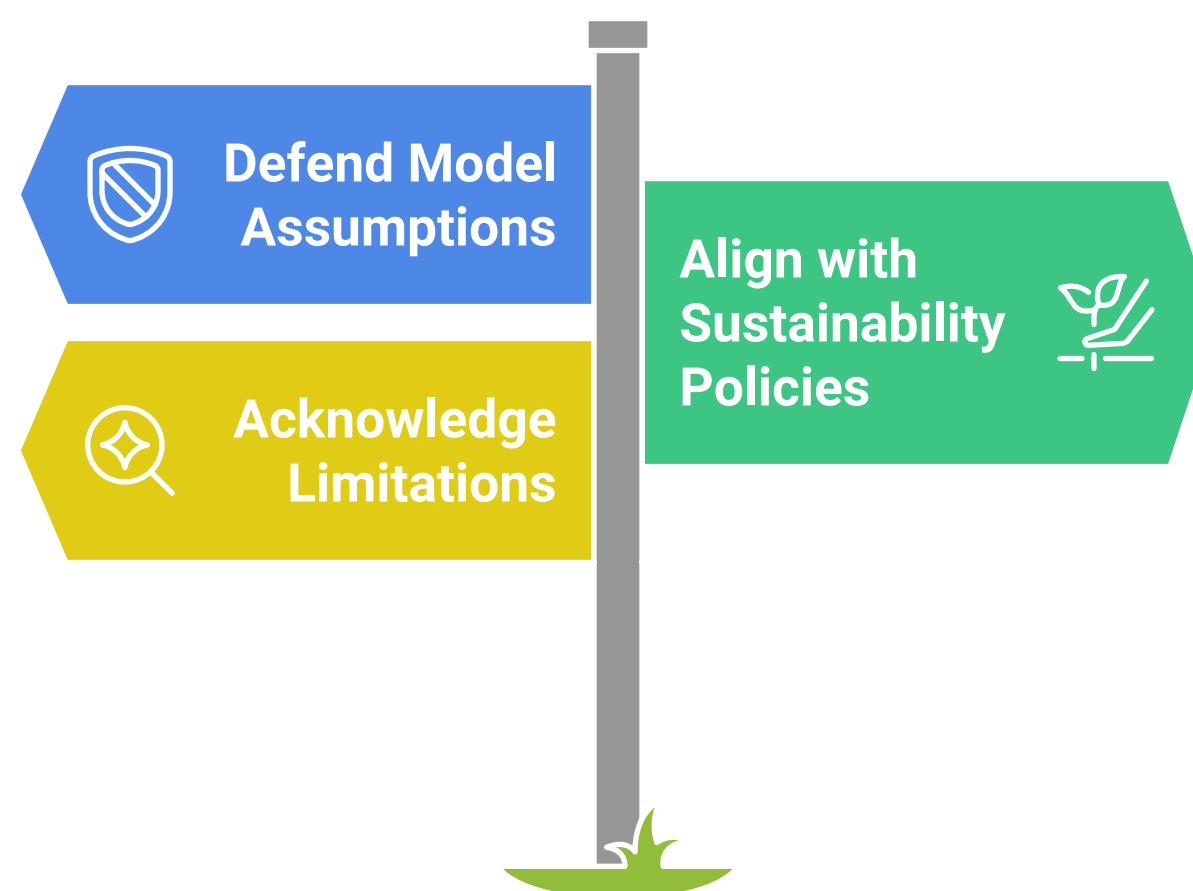 Defend Model
Assumptions
Align with
Sustainability
Policies
Acknowledge
Limitations